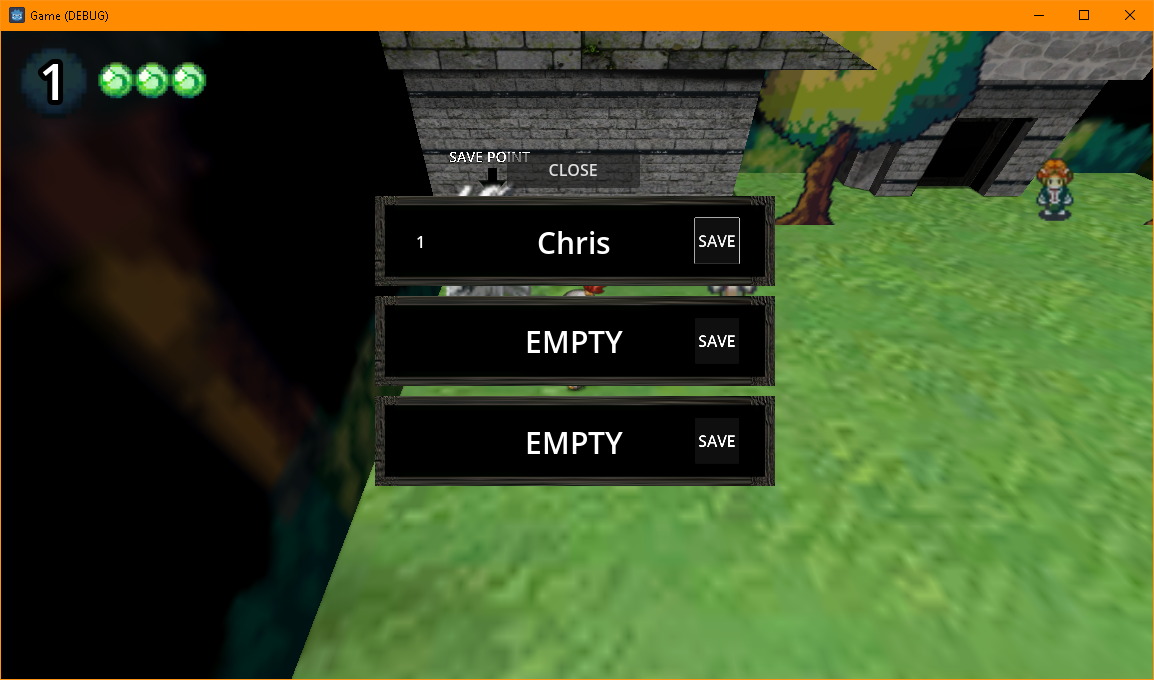 Game (DEBUG)
1
SAVE POINT
CLOSE
1 Chris SAVE
EMPTY SAVE
EMPTY SAVE